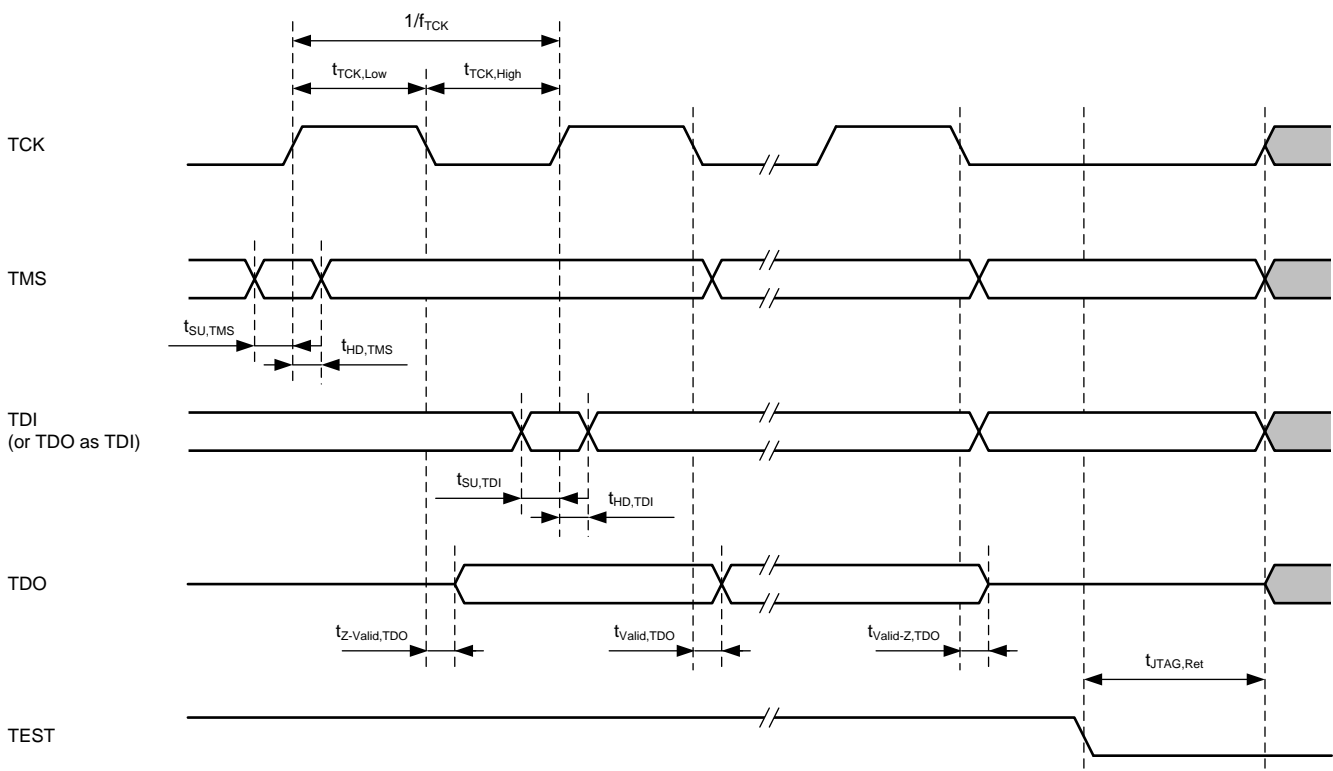 1/fTCK
tTCK,Low
tTCK,High
TCK
TMS
tSU,TMS
tHD,TMS
TDI
(or TDO as TDI)
tSU,TDI
tHD,TDI
TDO
tZ-Valid,TDO
tValid,TDO
tValid-Z,TDO
tJTAG,Ret
TEST